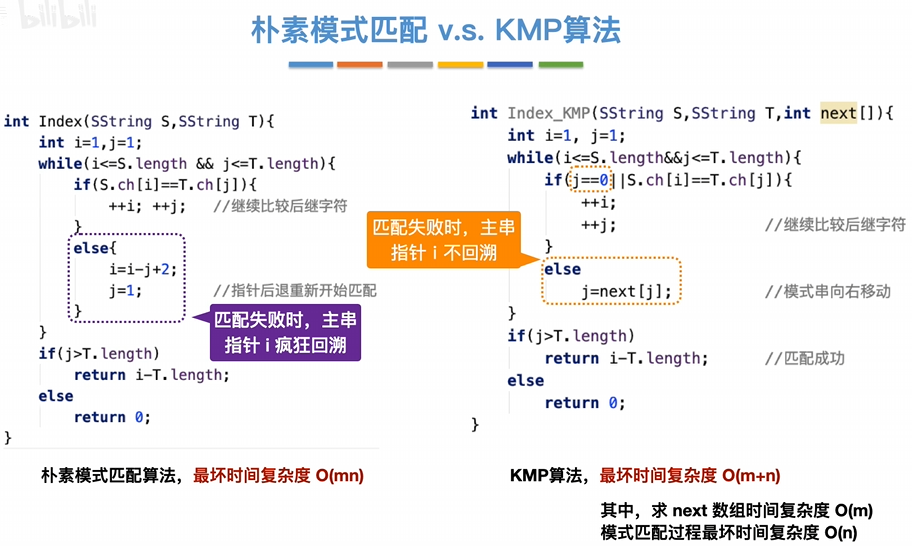 bilibili
朴素模式匹配 v.s. KMP算法
int Index(SString S,SString T){
    int i=1,j=1;
    while(i<=S.length && j<=T.length){
        if(S.ch[i]==T.ch[j]){
            ++i; ++j;   //继续比较后继字符
        }
        else{
            i=i-j+2;
            j=1;        //指针后退重新开始匹配
        }
    }
    if(j>T.length)
        return i-T.length;
    else
        return 0;
}
匹配失败时，主串
指针 i 疯狂回溯
朴素模式匹配算法，最坏时间复杂度 O(mn)
int Index_KMP(SString S,SString T,int next[]){
    int i=1, j=1;
    while(i<=S.length&&j<=T.length){
        if(j==0||S.ch[i]==T.ch[j]){
            ++i;
            ++j;                //继续比较后继字符
        }
        else
            j=next[j];          //模式串向右移动
    }
    if(j>T.length)
        return i-T.length;      //匹配成功
    else
        return 0;
}
匹配失败时，主串
指针 i 不回溯
KMP算法，最坏时间复杂度 O(m+n)
其中，求 next 数组时间复杂度 O(m)
模式匹配过程最坏时间复杂度 O(n)